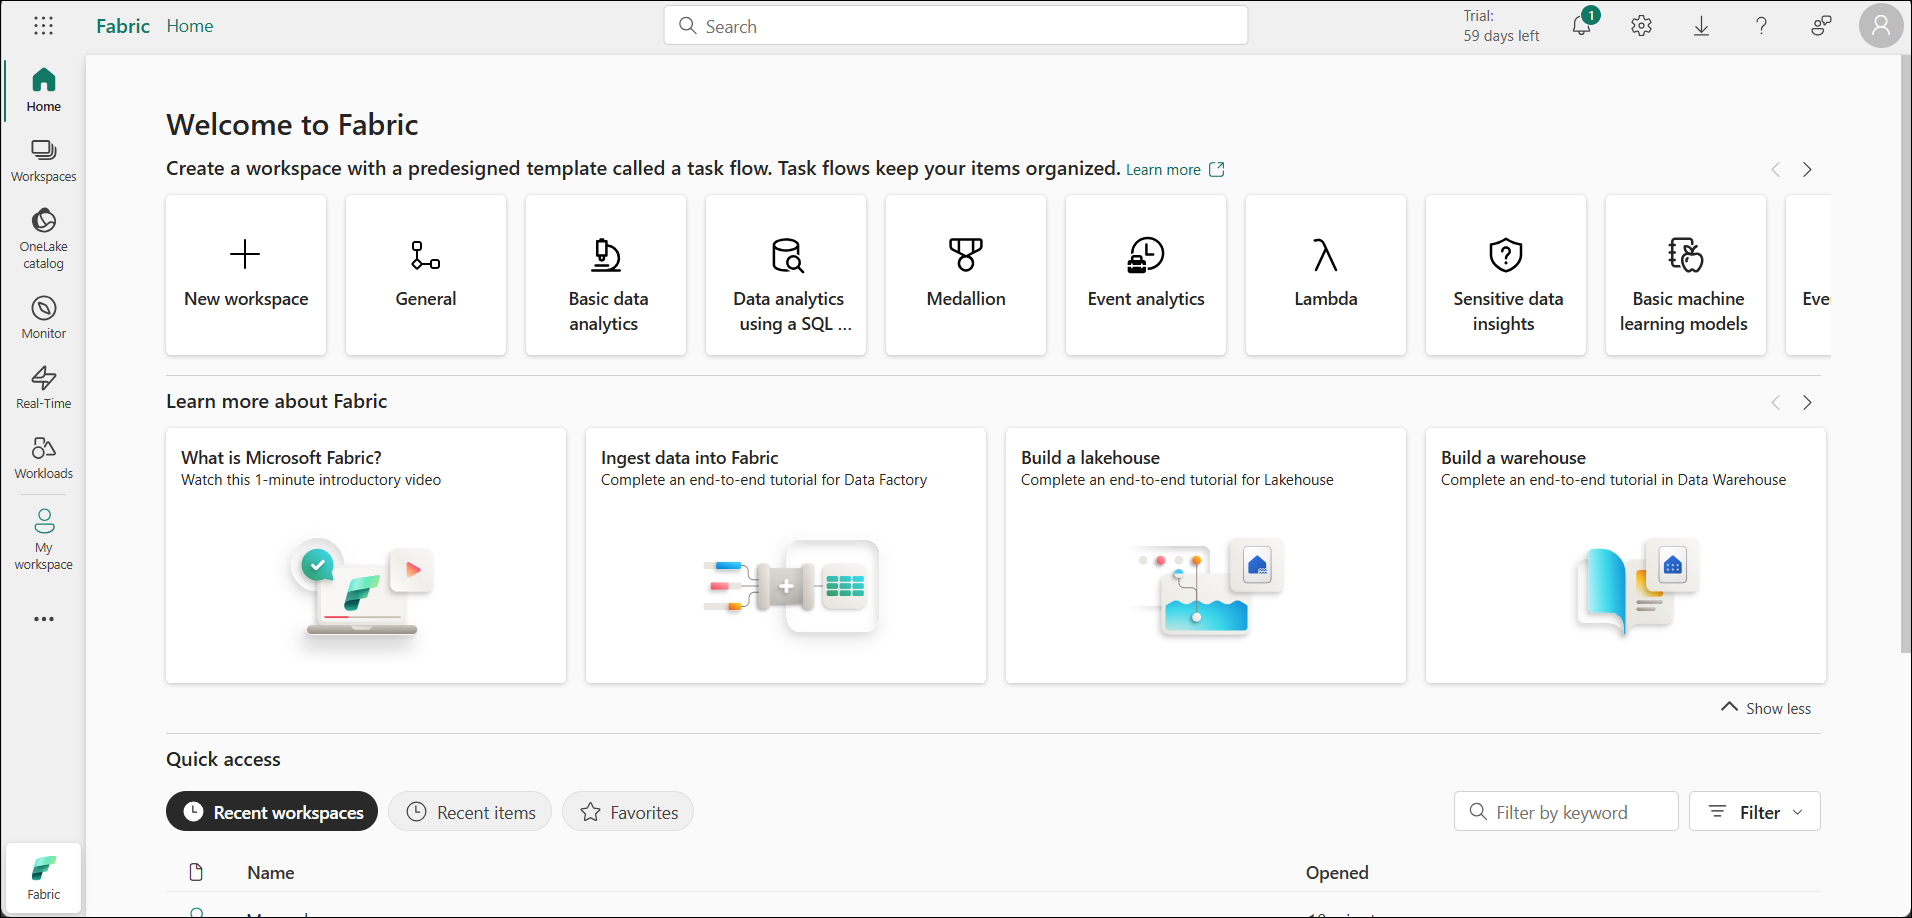 Fabric Home
Search
Trial:
59 days left
1
Home
Workspaces
OneLake
catalog
Monitor
Real-Time
Workloads
My
workspace
Fabric
Welcome to Fabric
Create a workspace with a predesigned template called a task flow. Task flows keep your items organized. Learn more
New workspace
General
Basic data
analytics
Data analytics
using a SQL ...
Medallion
Event analytics
Lambda
Sensitive data
insights
Basic machine
learning models
Eve
Learn more about Fabric
What is Microsoft Fabric?
Watch this 1-minute introductory video
Ingest data into Fabric
Complete an end-to-end tutorial for Data Factory
Build a lakehouse
Complete an end-to-end tutorial for Lakehouse
Build a warehouse
Complete an end-to-end tutorial in Data Warehouse
Show less
Quick access
Recent workspaces
Recent items
Favorites
Filter by keyword
Filter
Name
Opened